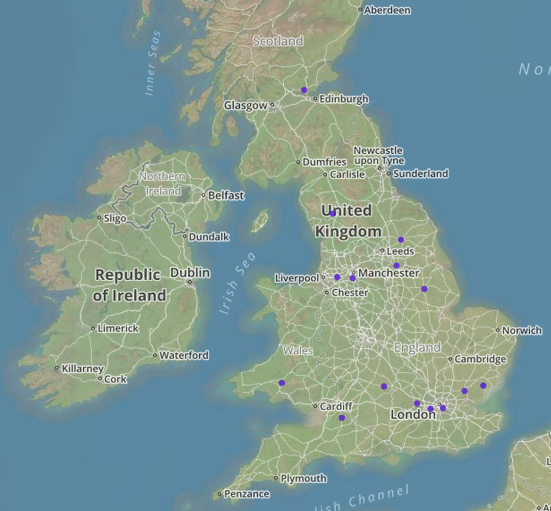 Aberdeen
Scotland
Inner Seas
Nor
Glasgow
Edinburgh
Newcastle
upon Tyne
Dumfries
Carlisle
Sunderland
Northern
Ireland
Belfast
Sligo
United
Kingdom
Dundalk
Leeds
Irish Sea
Republic
of Ireland
Dublin
Liverpool
Manchester
Chester
Limerick
Norwich
Wales
England
Waterford
Cambridge
Killarney
Cork
Cardiff
London
Plymouth
Penzance
lish Channel